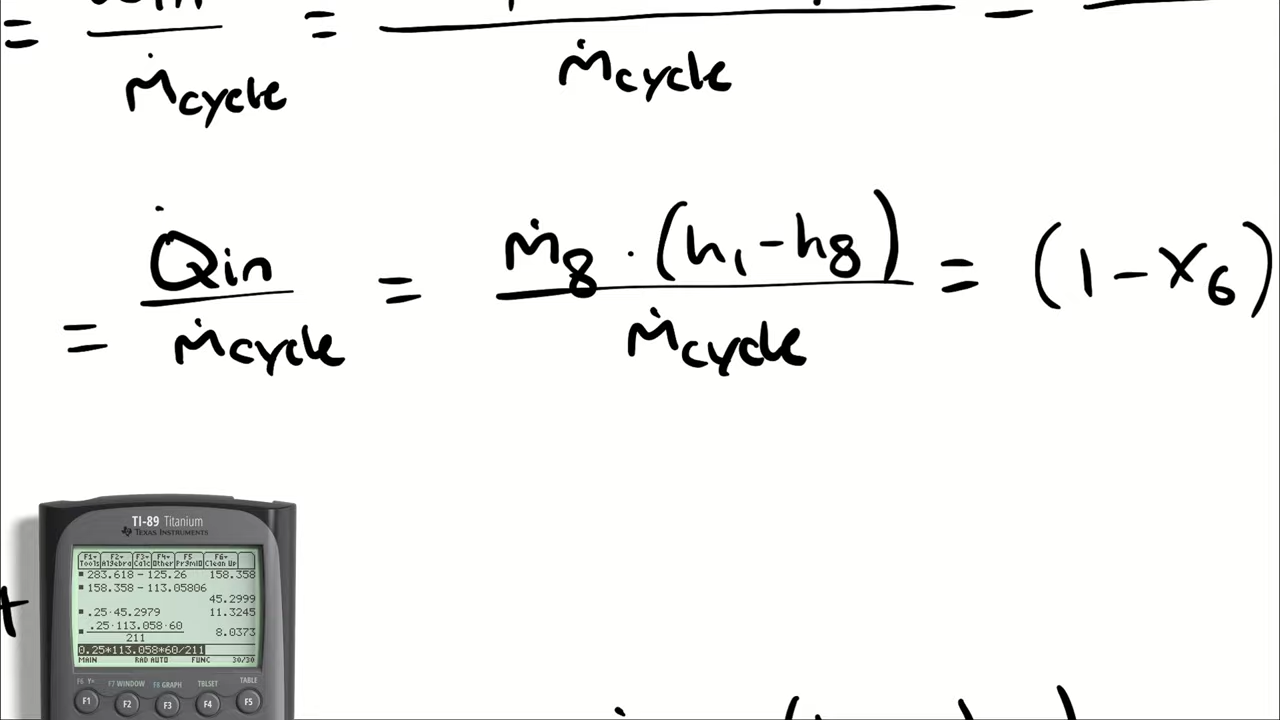 = =
ṁcycle ṁcycle
Q̇in / ṁcycle = ṁ8 · (h1 - h8) / ṁcycle = (1 - x6)
=
TI-89 Titanium
TEXAS INSTRUMENTS
F1 F2 F3 F4 F5 F6
Tools Algebra Calc Other PrgmIO Clean Up
283.618 - 125.26 158.358
158.358 - 113.05806
45.2999
.25·45.2979 11.3245
.25·113.058·60 / 211 8.0373
0.25*113.058*60/211
MAIN RAD AUTO FUNC 30/30
F6 Y= F7 WINDOW F8 GRAPH TBLSET TABLE
F1 F2 F3 F4 F5
+